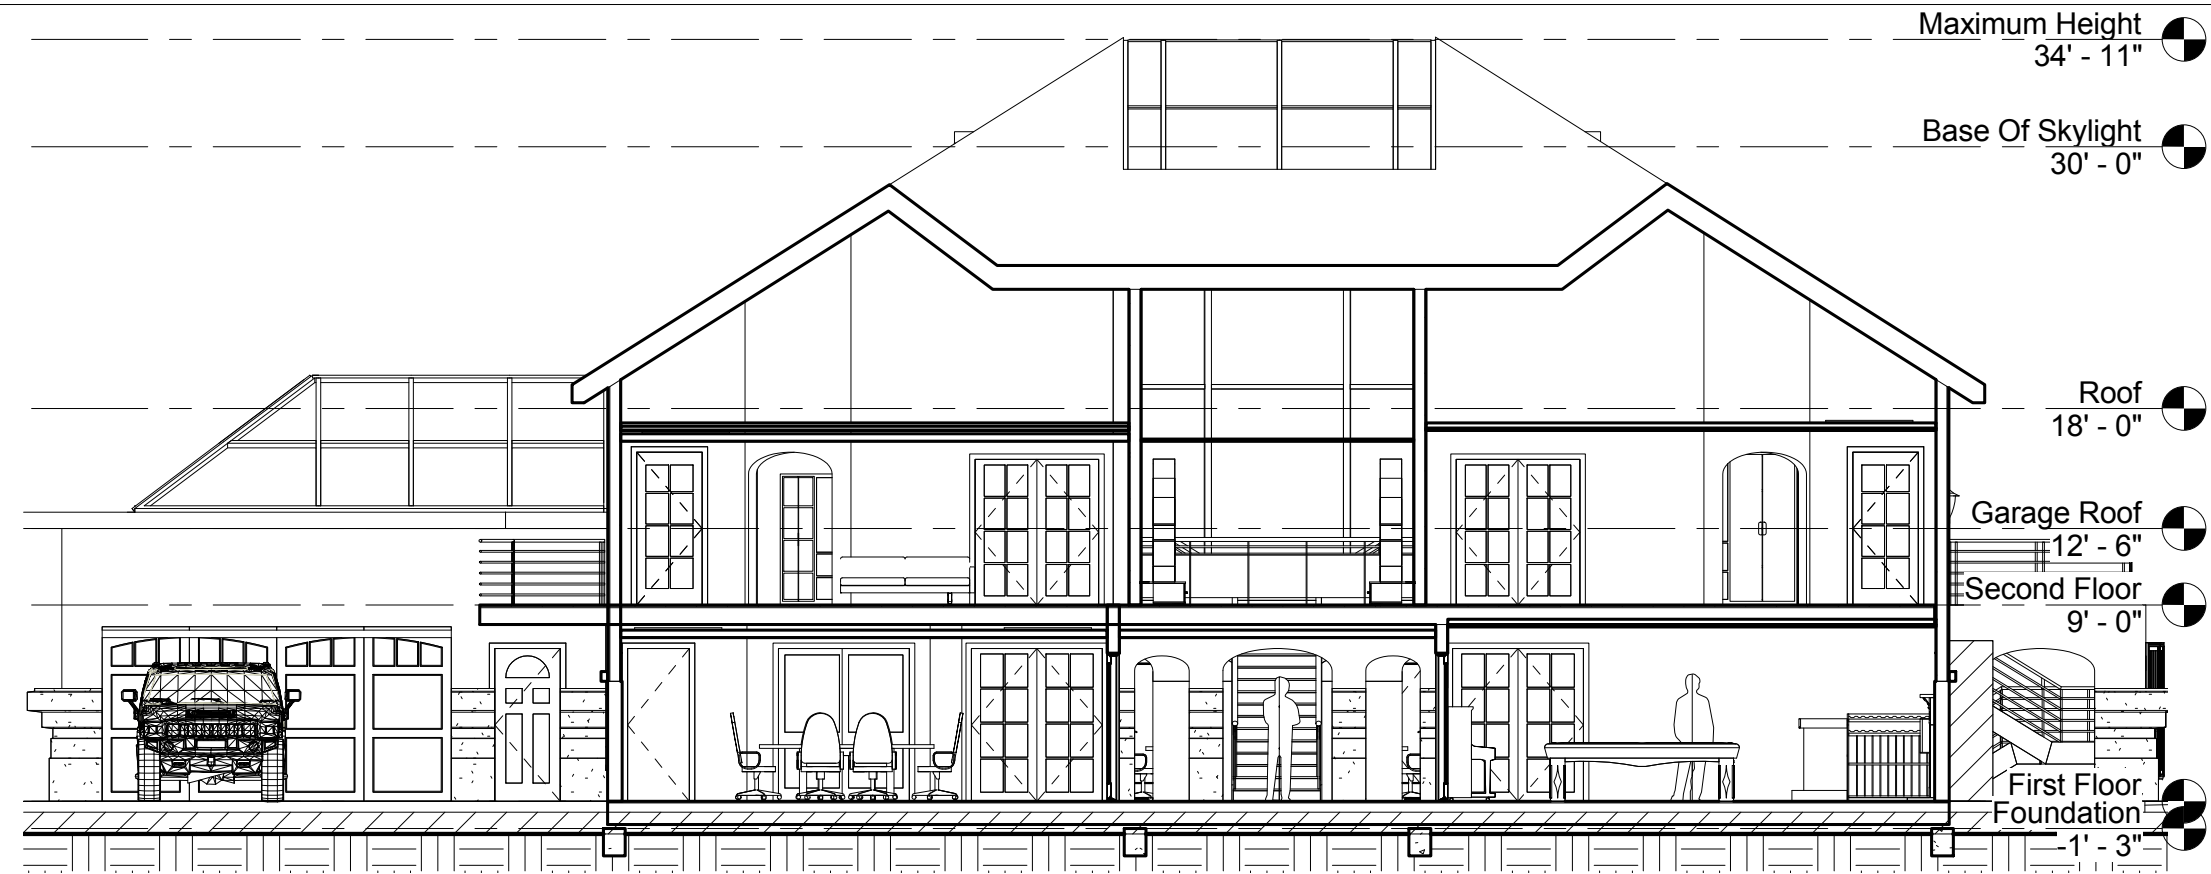 Maximum Height
34' - 11"
Base Of Skylight
30' - 0"
Roof
18' - 0"
Garage Roof
12' - 6"
Second Floor
9' - 0"
First Floor
Foundation
-1' - 3"